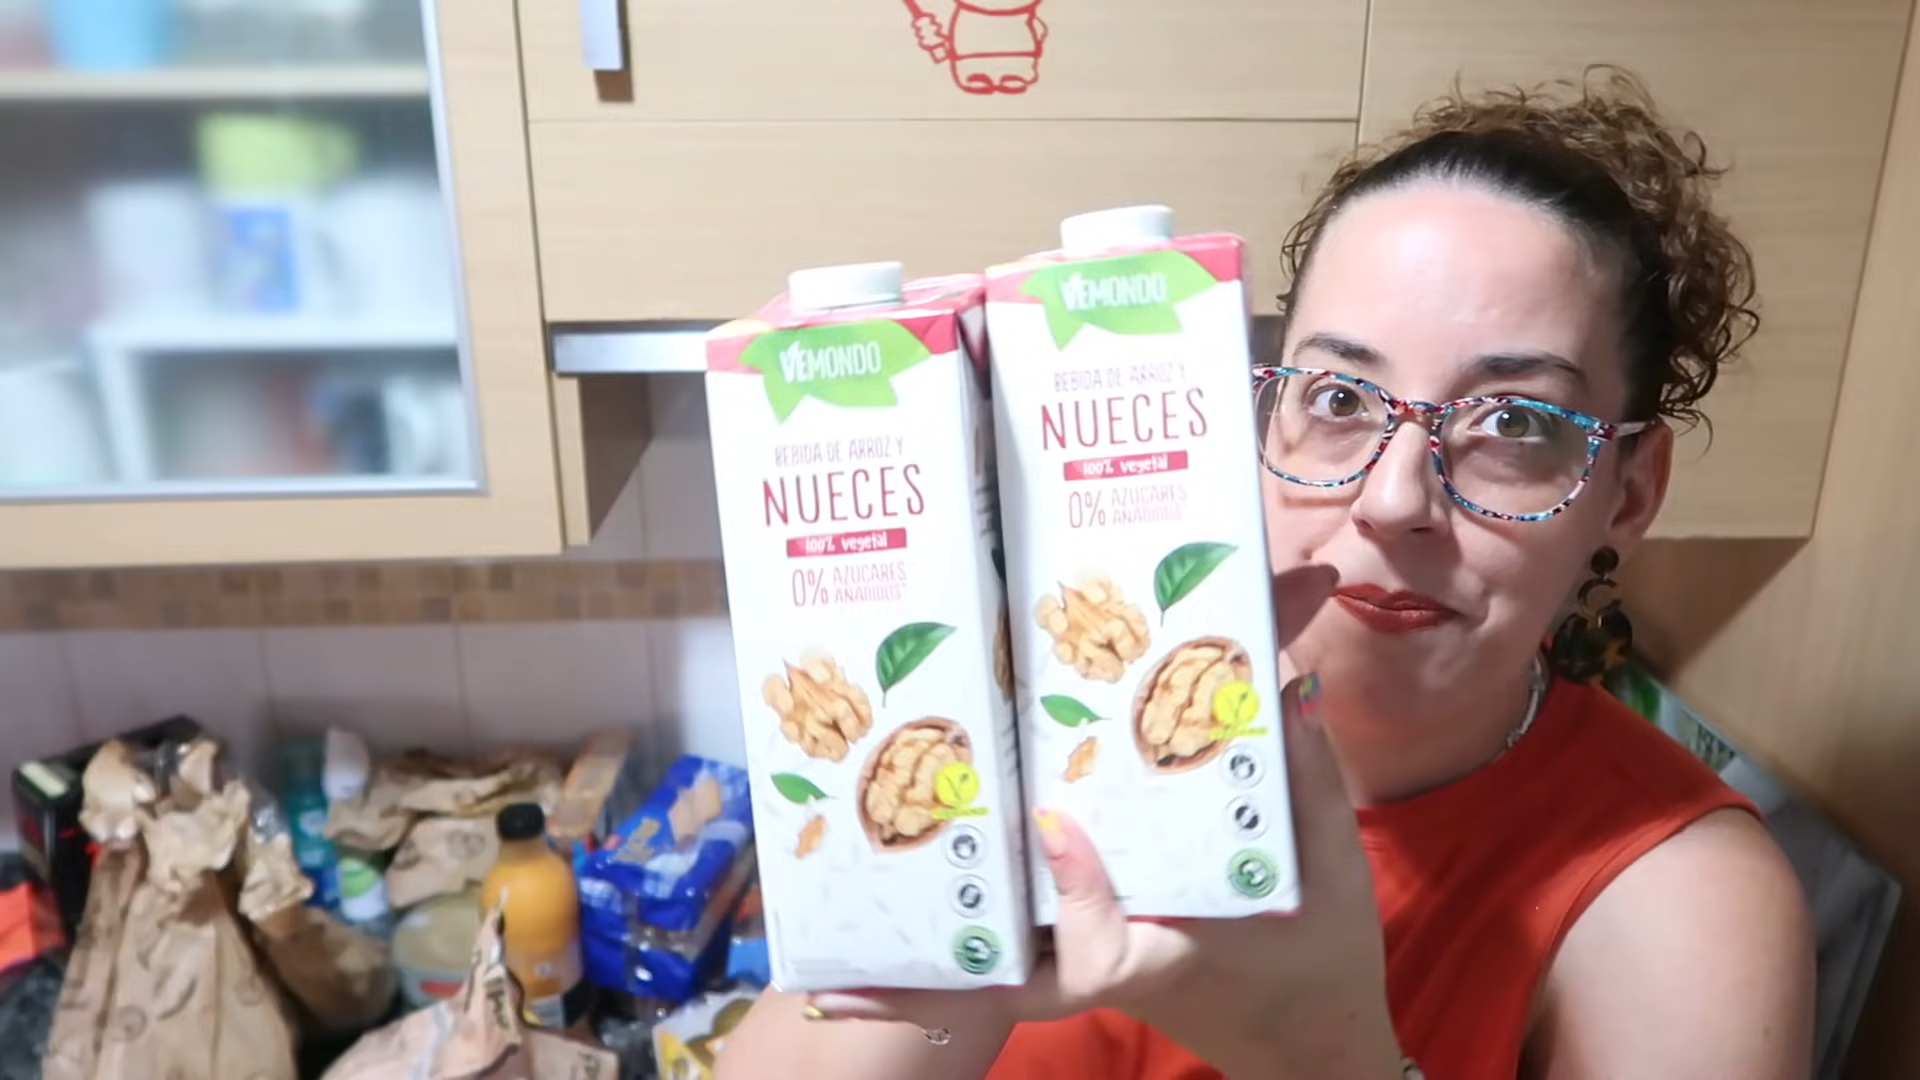 VEMONDO
BEBIDA DE ARROZ Y
NUECES
100% vegetal
0% AZÚCARES
AÑADIDOS*
VEMONDO
BEBIDA DE ARROZ Y
NUECES
100% vegetal
0% AZÚCARES
AÑADIDOS*